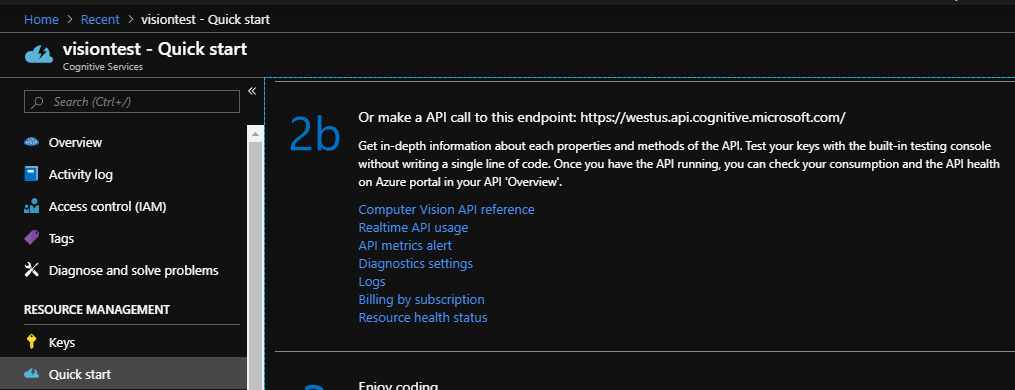 Home > Recent > visiontest - Quick start
visiontest - Quick start
Cognitive Services
Search (Ctrl+/)
«
Overview
Activity log
Access control (IAM)
Tags
Diagnose and solve problems
RESOURCE MANAGEMENT
Keys
Quick start
2b
Or make a API call to this endpoint: https://westus.api.cognitive.microsoft.com/
Get in-depth information about each properties and methods of the API. Test your keys with the built-in testing console
without writing a single line of code. Once you have the API running, you can check your consumption and the API health
on Azure portal in your API 'Overview'.
Computer Vision API reference
Realtime API usage
API metrics alert
Diagnostics settings
Logs
Billing by subscription
Resource health status
Enjoy coding